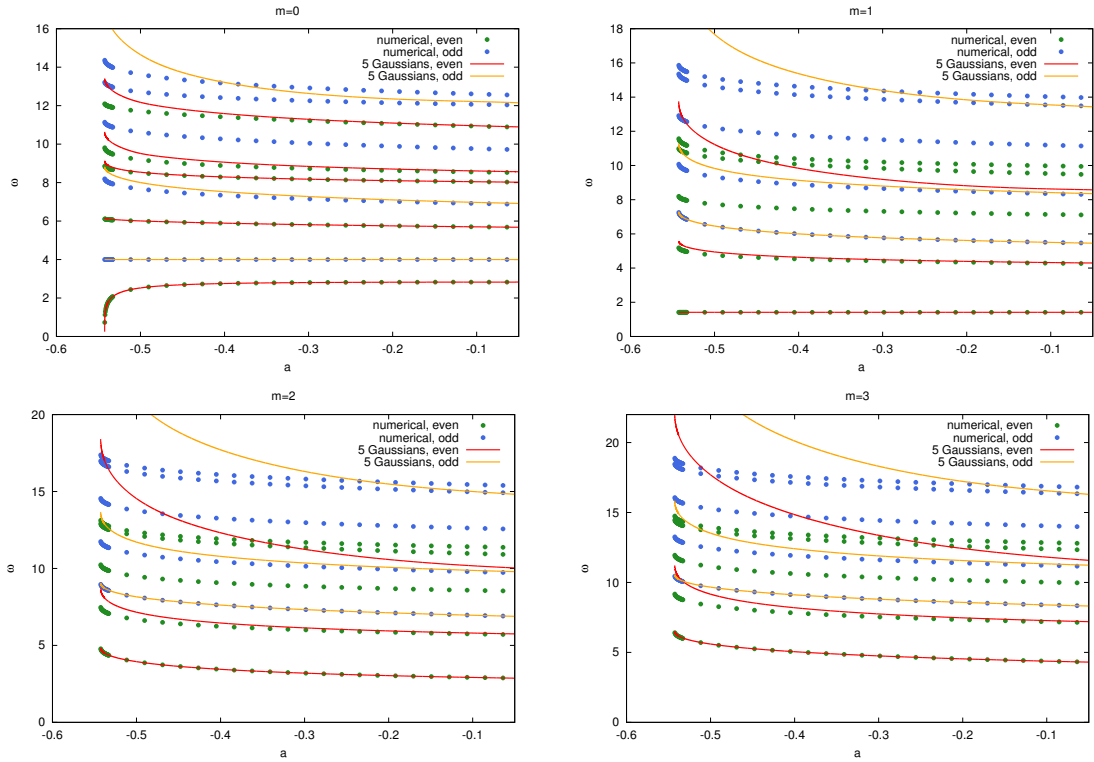 m=0
numerical, even
numerical, odd
5 Gaussians, even
5 Gaussians, odd
ω
16
14
12
10
8
6
4
2
0
-0.6 -0.5 -0.4 -0.3 -0.2 -0.1
a
m=1
numerical, even
numerical, odd
5 Gaussians, even
5 Gaussians, odd
ω
18
16
14
12
10
8
6
4
2
0
-0.6 -0.5 -0.4 -0.3 -0.2 -0.1
a
m=2
numerical, even
numerical, odd
5 Gaussians, even
5 Gaussians, odd
ω
20
15
10
5
0
-0.6 -0.5 -0.4 -0.3 -0.2 -0.1
a
m=3
numerical, even
numerical, odd
5 Gaussians, even
5 Gaussians, odd
ω
20
15
10
5
0
-0.6 -0.5 -0.4 -0.3 -0.2 -0.1
a